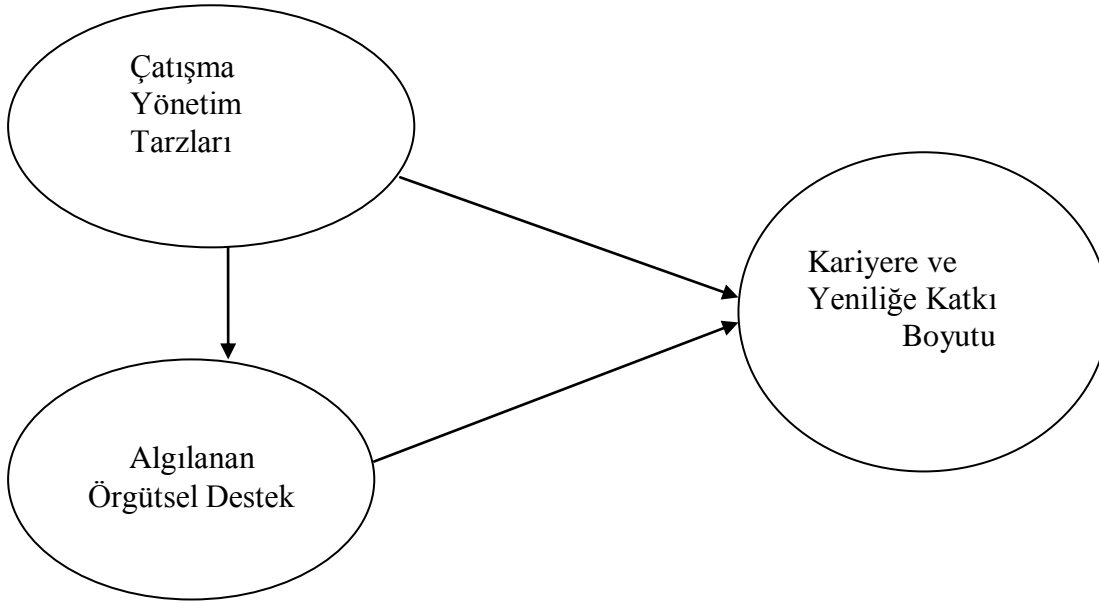 Çatışma
Yönetim
Tarzları
Kariyere ve
Yeniliğe Katkı
Boyutu
Algılanan
Örgütsel Destek